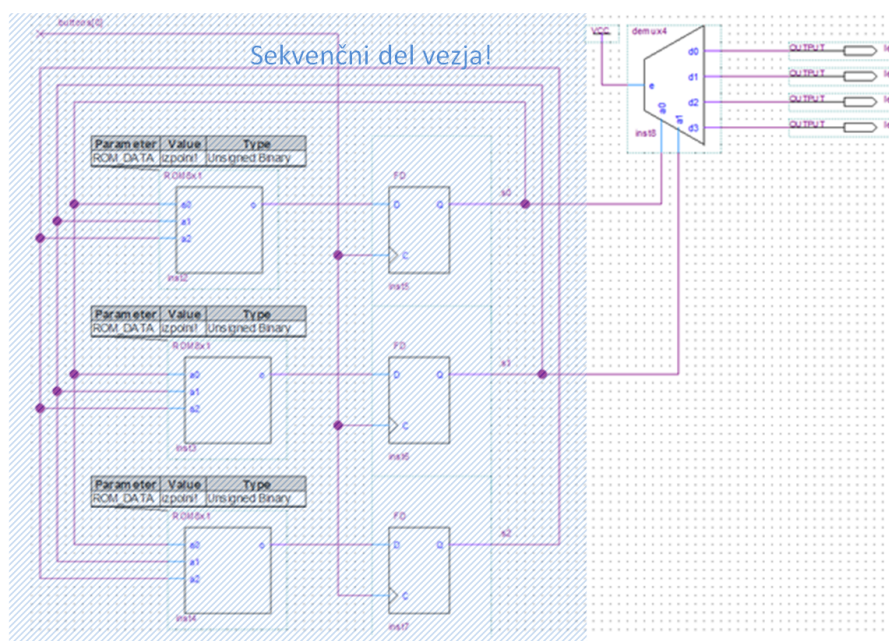 buttons[0]
Sekvenčni del vezja!
VCC
demux4
e
a0
a1
d0
d1
d2
d3
inst8
OUTPUT
OUTPUT
OUTPUT
OUTPUT
Parameter Value Type
ROM_DATA izpolni! Unsigned Binary
ROM8x1
a0
a1
a2
o
inst2
FD
D
Q
C
inst5
s0
Parameter Value Type
ROM_DATA izpolni! Unsigned Binary
ROM8x1
a0
a1
a2
o
inst3
FD
D
Q
C
inst6
s1
Parameter Value Type
ROM_DATA izpolni! Unsigned Binary
ROM8x1
a0
a1
a2
o
inst4
FD
D
Q
C
inst7
s2